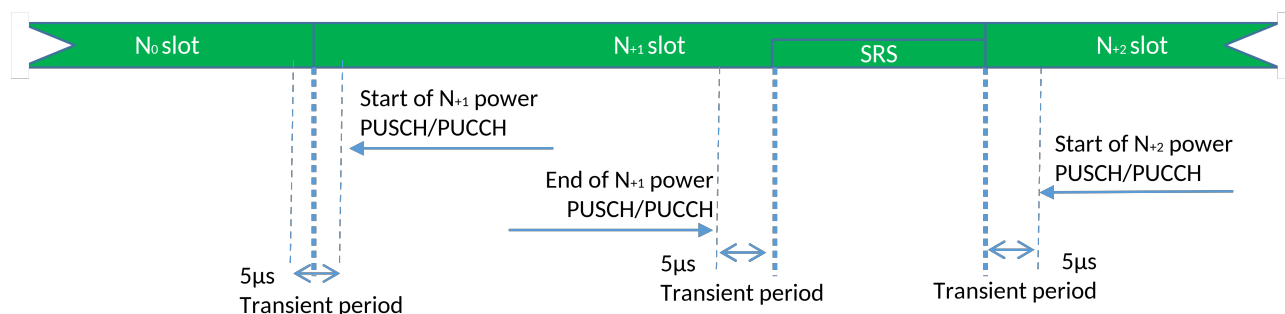 N0 slot
N+1 slot
SRS
N+2 slot
Start of N+1 power
PUSCH/PUCCH
End of N+1 power
PUSCH/PUCCH
Start of N+2 power
PUSCH/PUCCH
5µs
Transient period
5µs
Transient period
5µs
Transient period